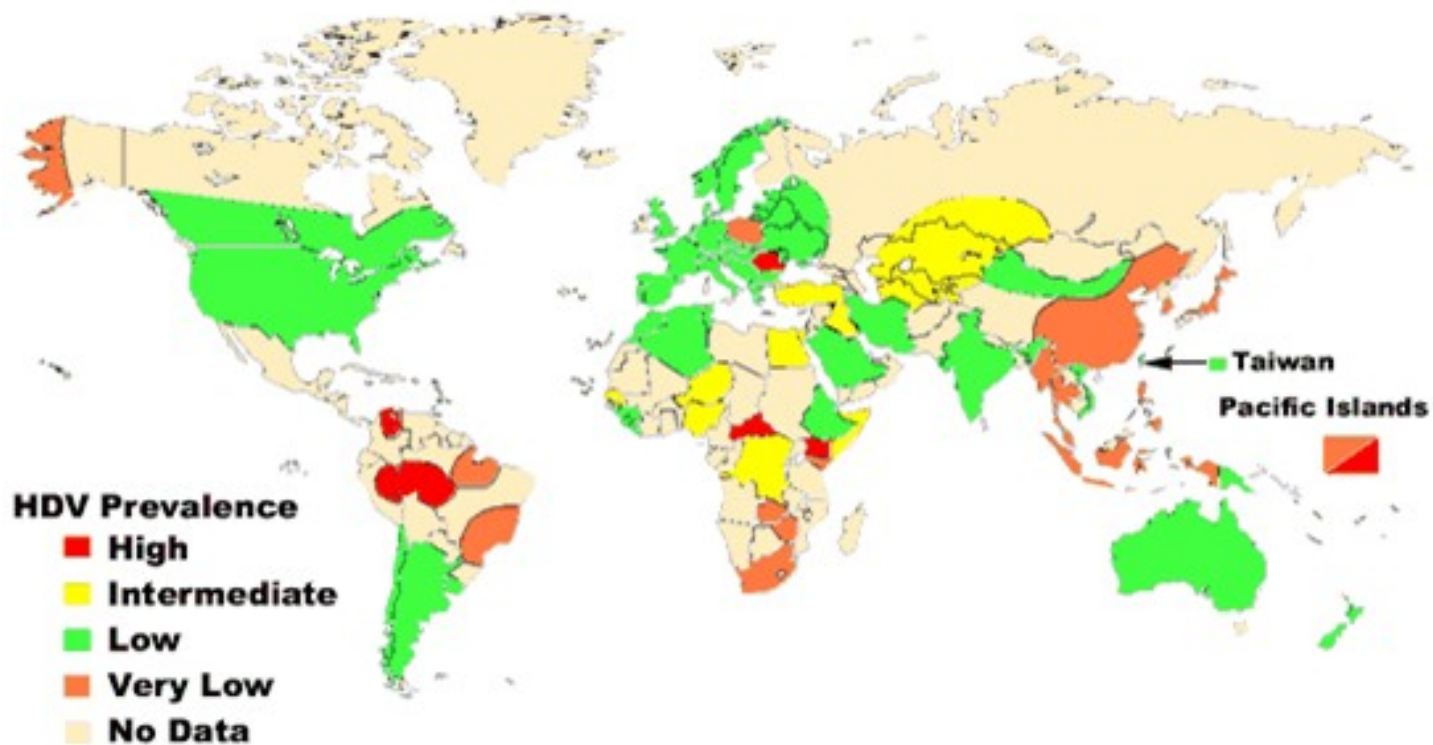 Taiwan
Pacific Islands
HDV Prevalence
High
Intermediate
Low
Very Low
No Data